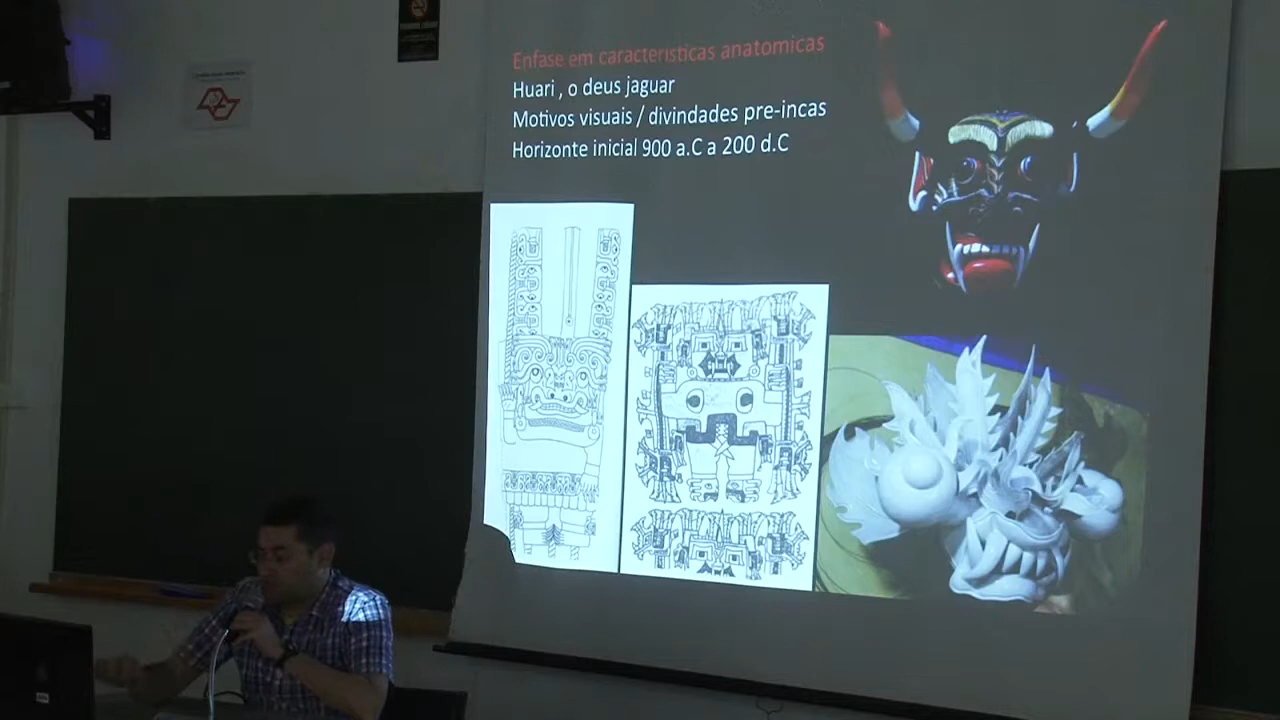 Enfase em caracteristicas anatomicas
Huari , o deus jaguar
Motivos visuais / divindades pre-incas
Horizonte inicial 900 a.C a 200 d.C